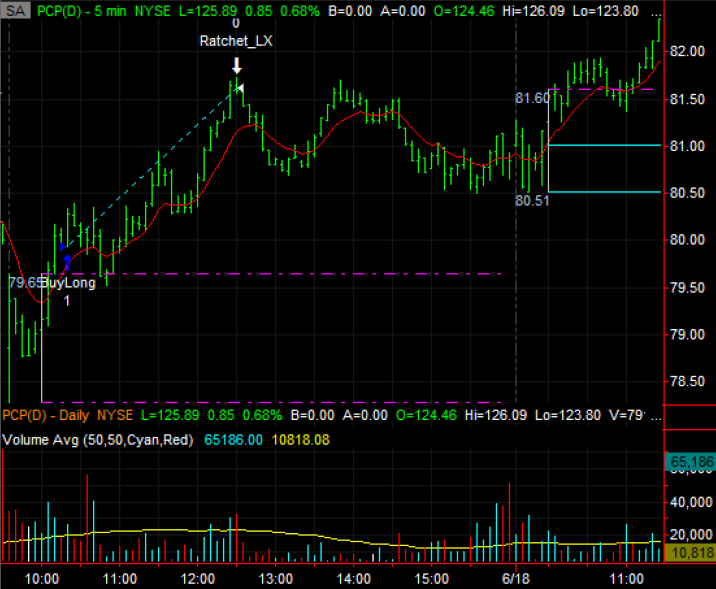 SA PCP(D) - 5 min NYSE L=125.89 0.85 0.68% B=0.00 A=0.00 O=124.46 Hi=126.09 Lo=123.80 ...
0
Ratchet_LX
82.00
81.60
81.50
81.00
80.50
80.51
80.00
79.65
BuyLong
1
79.50
79.00
78.50
PCP(D) - Daily NYSE L=125.89 0.85 0.68% B=0.00 A=0.00 O=124.46 Hi=126.09 Lo=123.80 V=79 ...
Volume Avg (50,50,Cyan,Red) 65186.00 10818.08
65,186
40,000
20,000
10,818
10:00 11:00 12:00 13:00 14:00 15:00 6/18 11:00